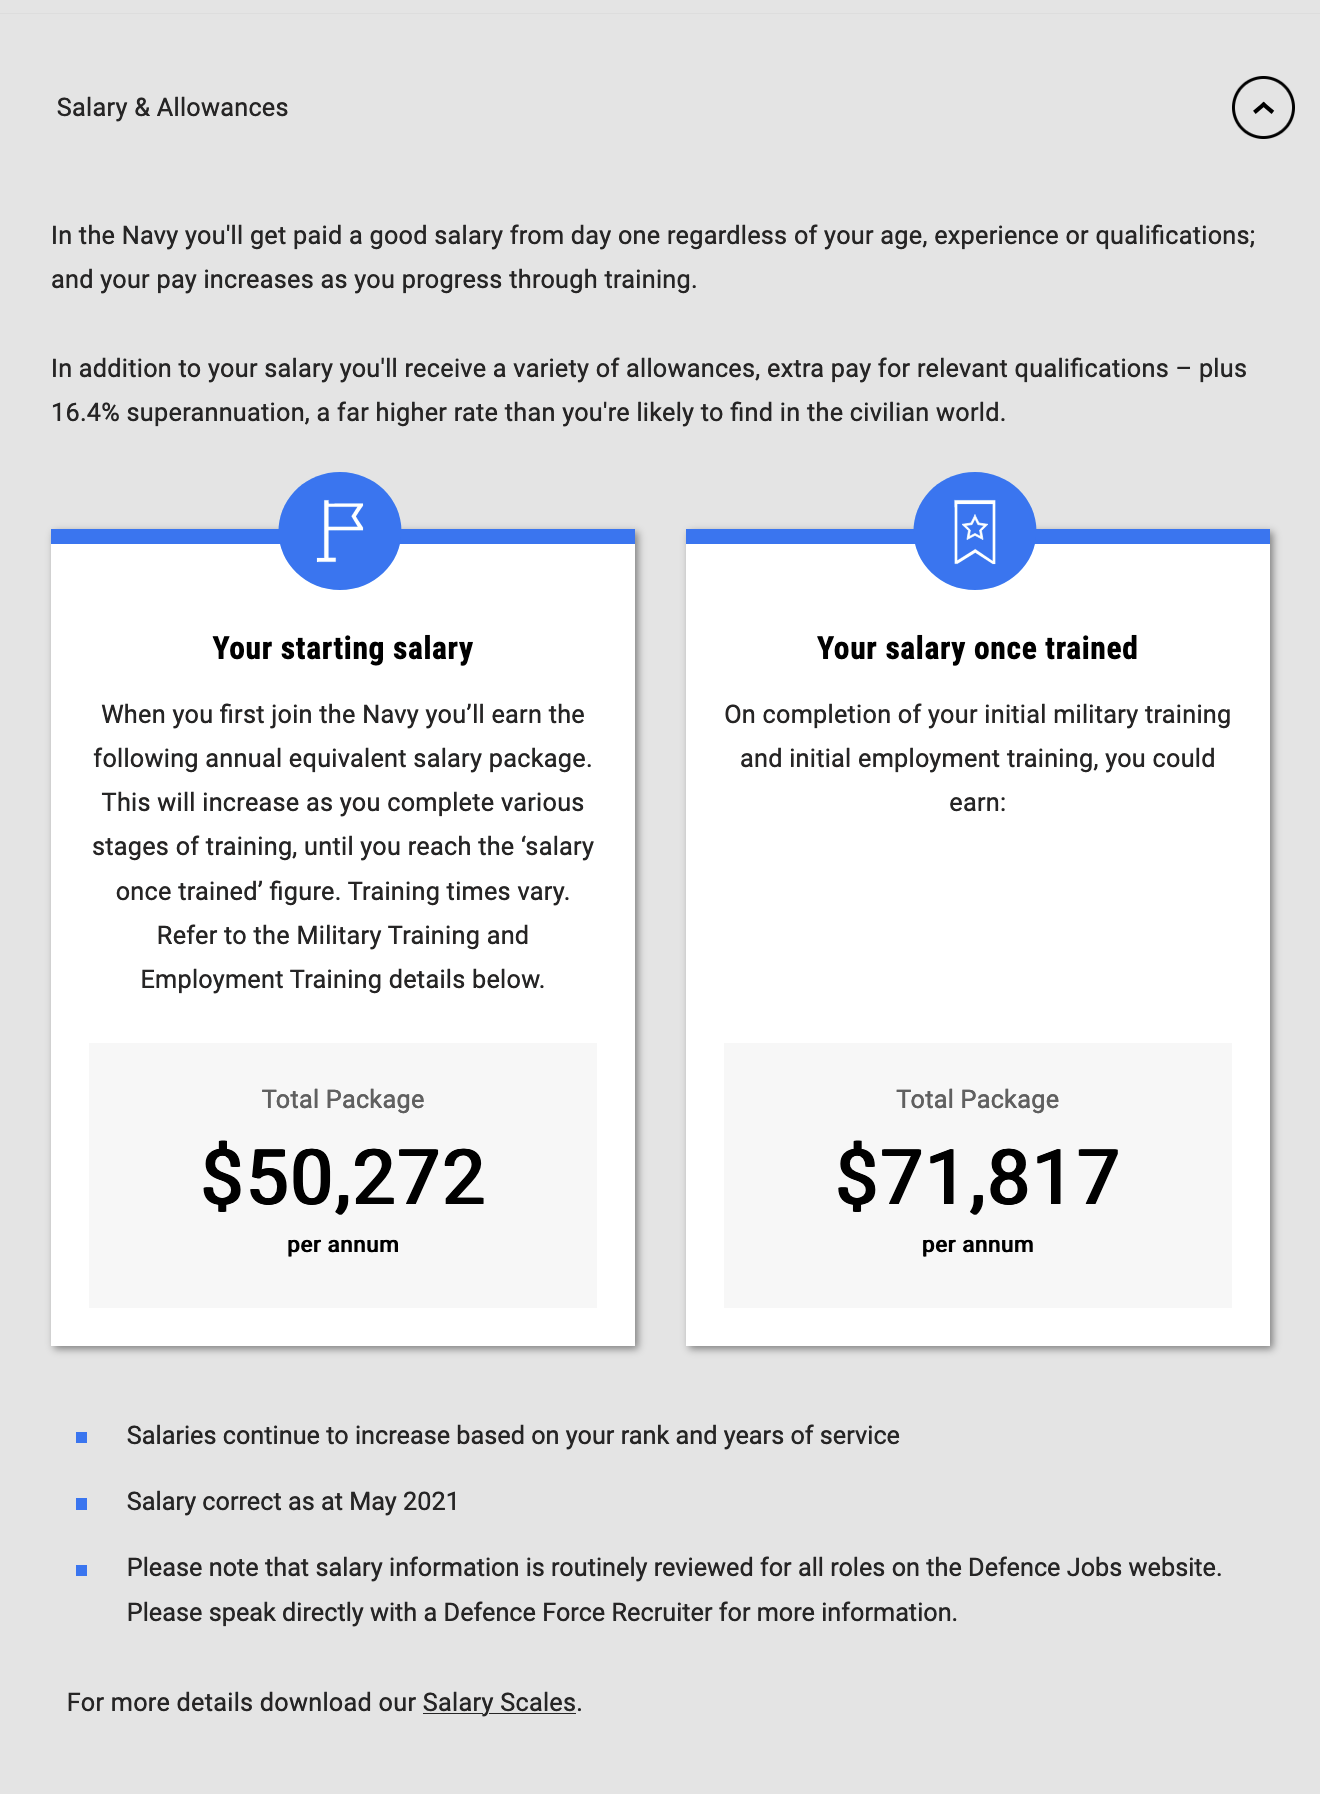 Salary & Allowances
In the Navy you'll get paid a good salary from day one regardless of your age, experience or qualifications;
and your pay increases as you progress through training.
In addition to your salary you'll receive a variety of allowances, extra pay for relevant qualifications – plus
16.4% superannuation, a far higher rate than you're likely to find in the civilian world.
Your starting salary
When you first join the Navy you’ll earn the
following annual equivalent salary package.
This will increase as you complete various
stages of training, until you reach the ‘salary
once trained’ figure. Training times vary.
Refer to the Military Training and
Employment Training details below.
Total Package
$50,272
per annum
Your salary once trained
On completion of your initial military training
and initial employment training, you could
earn:
Total Package
$71,817
per annum
Salaries continue to increase based on your rank and years of service
Salary correct as at May 2021
Please note that salary information is routinely reviewed for all roles on the Defence Jobs website.
Please speak directly with a Defence Force Recruiter for more information.
For more details download our Salary Scales.